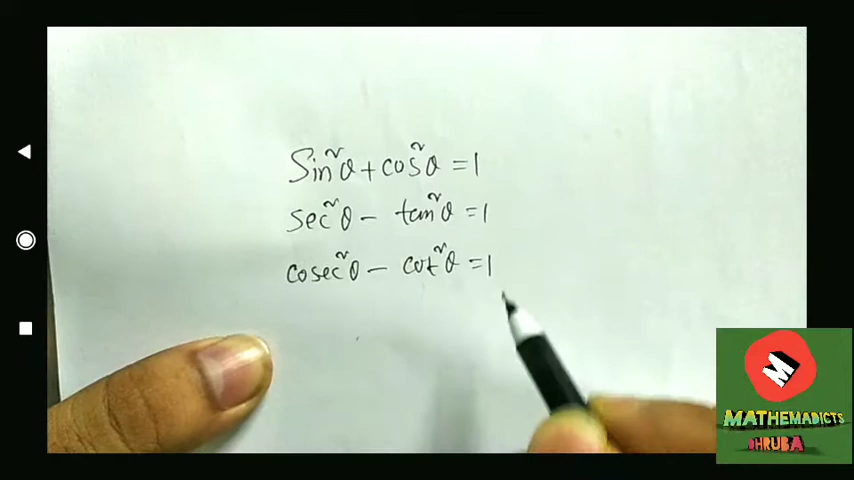 Sin²θ + cos²θ = 1
sec²θ - tan²θ = 1
cosec²θ - cot²θ = 1
M
MATHEMADICTS
DHRUBA